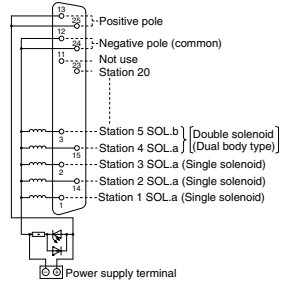 13
25
Positive pole
12
24
Negative pole (common)
11
Not use
23
Station 20
Station 5 SOL.b
3
Double solenoid
(Dual body type)
Station 4 SOL.a
15
Station 3 SOL.a (Single solenoid)
2
Station 2 SOL.a (Single solenoid)
14
Station 1 SOL.a (Single solenoid)
1
Power supply terminal